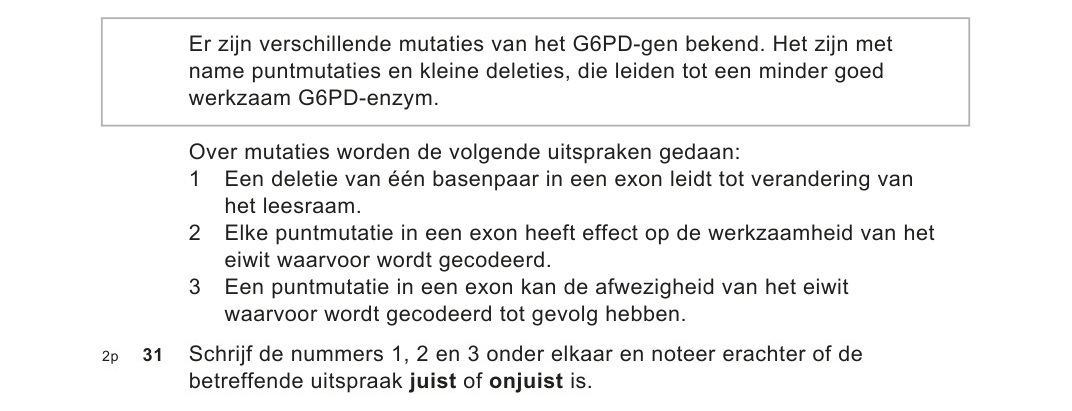 Er zijn verschillende mutaties van het G6PD-gen bekend. Het zijn met
name puntmutaties en kleine deleties, die leiden tot een minder goed
werkzaam G6PD-enzym.
Over mutaties worden de volgende uitspraken gedaan:
1 Een deletie van één basenpaar in een exon leidt tot verandering van
het leesraam.
2 Elke puntmutatie in een exon heeft effect op de werkzaamheid van het
eiwit waarvoor wordt gecodeerd.
3 Een puntmutatie in een exon kan de afwezigheid van het eiwit
waarvoor wordt gecodeerd tot gevolg hebben.
2p 31 Schrijf de nummers 1, 2 en 3 onder elkaar en noteer erachter of de
betreffende uitspraak juist of onjuist is.